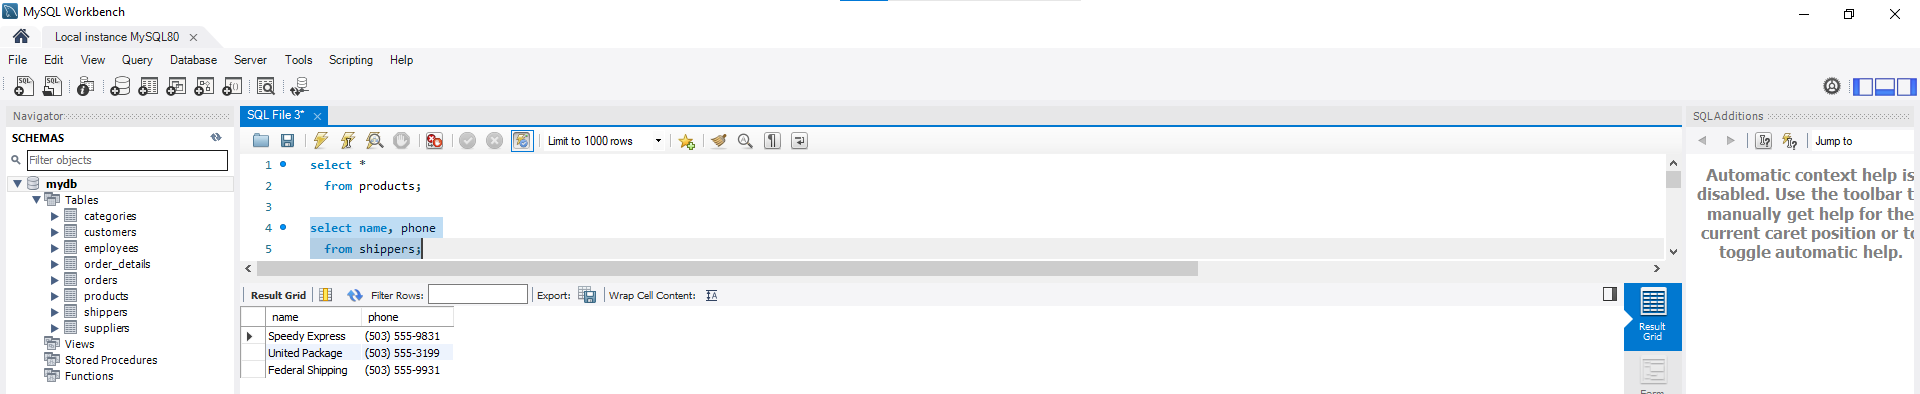 MySQL Workbench
Local instance MySQL80
File Edit View Query Database Server Tools Scripting Help
Navigator
SCHEMAS
Filter objects
mydb
Tables
categories
customers
employees
order_details
orders
products
shippers
suppliers
Views
Stored Procedures
Functions
SQL File 3*
Limit to 1000 rows
1 select *
2 from products;
3
4 select name, phone
5 from shippers;
Result Grid Filter Rows: Export: Wrap Cell Content:
name phone
Speedy Express (503) 555-9831
United Package (503) 555-3199
Federal Shipping (503) 555-9931
Result
Grid
Form
SQLAdditions
Jump to
Automatic context help is
disabled. Use the toolbar t
manually get help for the
current caret position or to
toggle automatic help.